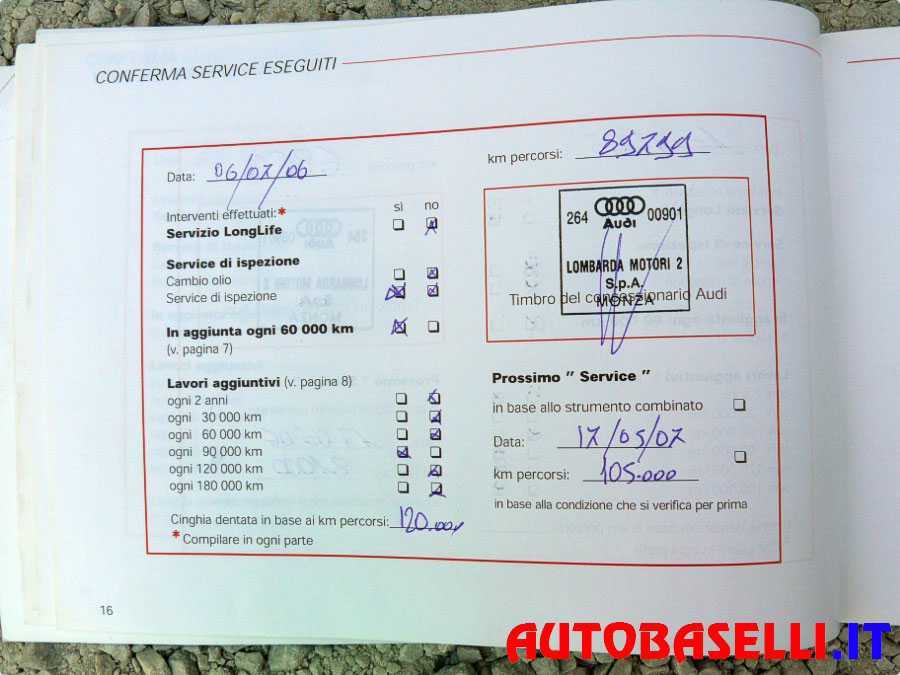 CONFERMA SERVICE ESEGUITI
Data: 06/07/06
km percorsi: 89799
Interventi effettuati:* sì no
Servizio LongLife
Service di ispezione
Cambio olio
Service di ispezione
In aggiunta ogni 60 000 km
(v. pagina 7)
Lavori aggiuntivi (v. pagina 8)
ogni 2 anni
ogni 30 000 km
ogni 60 000 km
ogni 90 000 km
ogni 120 000 km
ogni 180 000 km
Cinghia dentata in base ai km percorsi: 120.000
* Compilare in ogni parte
264 00901
Audi
LOMBARDA MOTORI 2
S.p.A.
MONZA
Timbro del concessionario Audi
Prossimo " Service "
in base allo strumento combinato
Data: 17/05/07
km percorsi: 105.000
in base alla condizione che si verifica per prima
16
AUTOBASELLI.IT